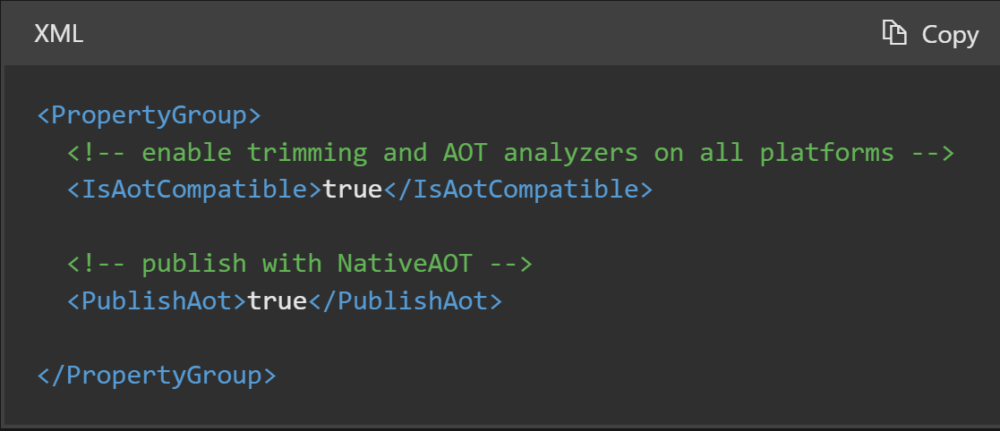 XML
Copy
<PropertyGroup>
<!-- enable trimming and AOT analyzers on all platforms -->
<IsAotCompatible>true</IsAotCompatible>
<!-- publish with NativeAOT -->
<PublishAot>true</PublishAot>
</PropertyGroup>